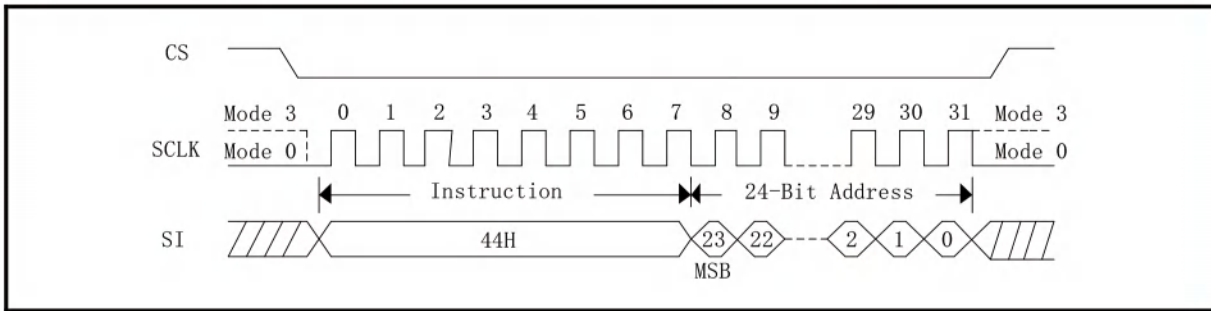 CS
Mode 3 0 1 2 3 4 5 6 7 8 9 29 30 31 Mode 3
SCLK Mode 0 Mode 0
Instruction 24-Bit Address
SI 44H 23 22 2 1 0
MSB